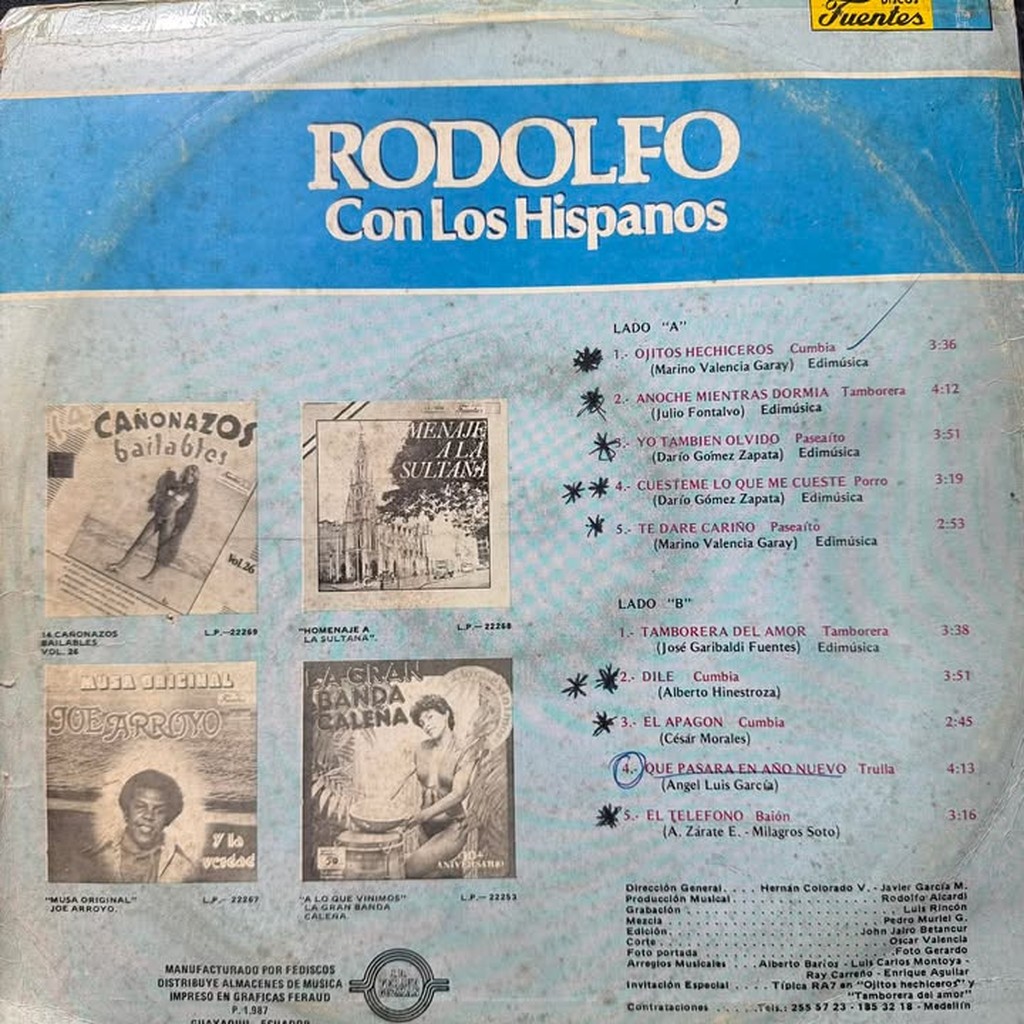 DISCOS
Fuentes
RODOLFO
Con Los Hispanos
LADO "A"
1.- OJITOS HECHICEROS Cumbia 3:36
(Marino Valencia Garay) Edimúsica
2.- ANOCHE MIENTRAS DORMIA Tamborera 4:12
(Julio Fontalvo) Edimúsica
3.- YO TAMBIEN OLVIDO Paseaíto 3:51
(Darío Gómez Zapata) Edimúsica
4.- CUESTEME LO QUE ME CUESTE Porro 3:19
(Darío Gómez Zapata) Edimúsica
5.- TE DARE CARIÑO Paseaíto 2:53
(Marino Valencia Garay) Edimúsica
LADO "B"
1.- TAMBORERA DEL AMOR Tamborera 3:38
(José Garibaldi Fuentes) Edimúsica
2.- DILE Cumbia 3:51
(Alberto Hinestroza)
3.- EL APAGON Cumbia 2:45
(César Morales)
4.- QUE PASARA EN AÑO NUEVO Trulla 4:13
(Angel Luis García)
5.- EL TELEFONO Baión 3:16
(A. Zárate E. - Milagros Soto)
14 CAÑONAZOS
bailables
Vol.26
14 CAÑONAZOS
BAILABLES
VOL. 26
L.P.—22269
MENAJE
A LA
SULTANA
"HOMENAJE A
LA SULTANA".
L.P.—22268
MUSA ORIGINAL
JOE ARROYO
Y la
verdad
"MUSA ORIGINAL"
JOE ARROYO.
L.P.—22267
LA GRAN
BANDA
CALEÑA
ANIVERSARIO
"A LO QUE VINIMOS"
LA GRAN BANDA
CALEÑA.
L.P.—22253
MANUFACTURADO POR FEDISCOS
DISTRIBUYE ALMACENES DE MUSICA
IMPRESO EN GRAFICAS FERAUD
P. 1.987
GUAYAQUIL - ECUADOR
Dirección General. . . . Hernán Colorado V. - Javier García M.
Producción Musical . . . Rodolfo Aicardi
Grabación . . . Luis Rincón
Mezcla . . . Pedro Muriel G.
Edición . . . John Jairo Betancur
Corte . . . Oscar Valencia
Foto portada . . . Foto Gerardo
Arreglos Musicales . . . Alberto Barros - Luis Carlos Montoya -
Ray Carreño - Enrique Aguilar
Invitación Especial . . . Típica RA7 en "Ojitos hechiceros" y
"Tamborera del amor"
Contrataciones . . . Tels.: 255 57 23 - 185 32 18 - Medellín